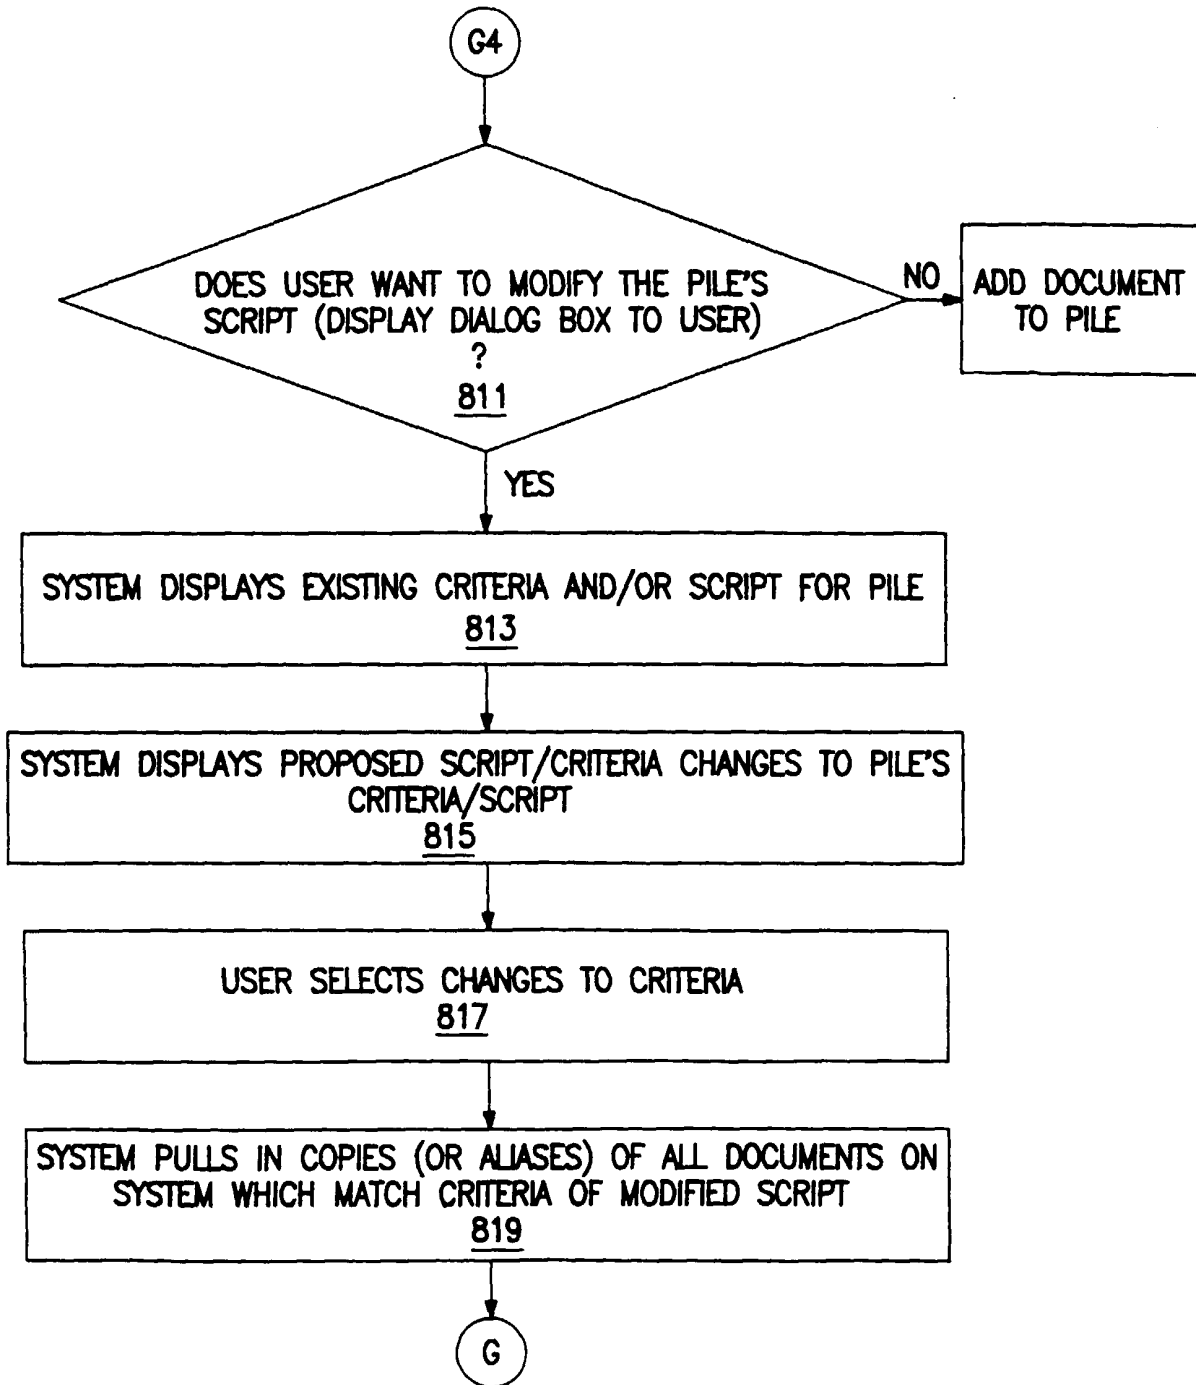 G4
DOES USER WANT TO MODIFY THE PILE'S
SCRIPT (DISPLAY DIALOG BOX TO USER)
?
811
NO
ADD DOCUMENT
TO PILE
YES
SYSTEM DISPLAYS EXISTING CRITERIA AND/OR SCRIPT FOR PILE
813
SYSTEM DISPLAYS PROPOSED SCRIPT/CRITERIA CHANGES TO PILE'S
CRITERIA/SCRIPT
815
USER SELECTS CHANGES TO CRITERIA
817
SYSTEM PULLS IN COPIES (OR ALIASES) OF ALL DOCUMENTS ON
SYSTEM WHICH MATCH CRITERIA OF MODIFIED SCRIPT
819
G